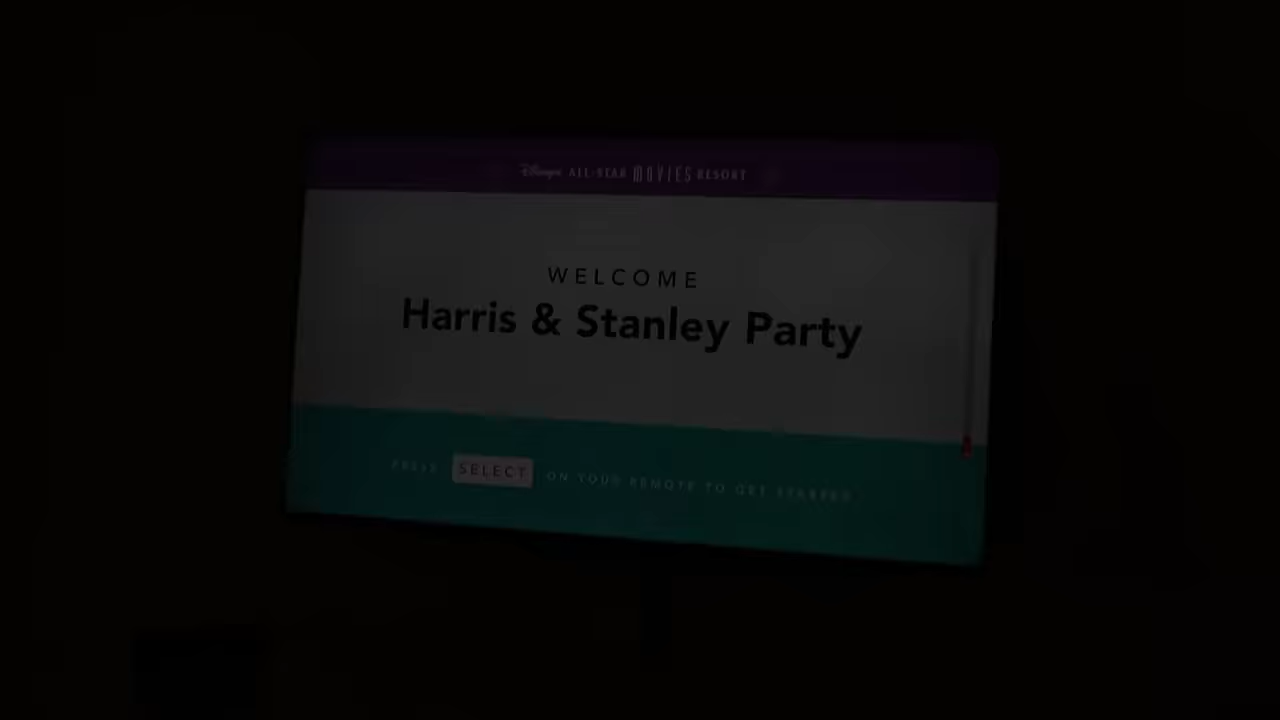 Disney's ALL-STAR MOVIES RESORT
WELCOME
Harris & Stanley Party
PRESS SELECT ON YOUR REMOTE TO GET STARTED